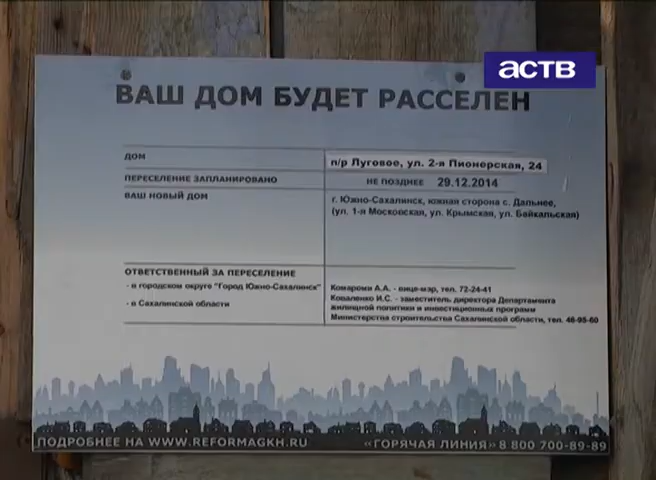 АСТВ
ВАШ ДОМ БУДЕТ РАССЕЛЕН
ДОМ
п/р Луговое, ул. 2-я Пионерская, 24
ПЕРЕСЕЛЕНИЕ ЗАПЛАНИРОВАНО
НЕ ПОЗДНЕЕ 29.12.2014
ВАШ НОВЫЙ ДОМ
г. Южно-Сахалинск, южная сторона с. Дальнее,
(ул. 1-я Московская, ул. Крымская, ул. Байкальская)
ОТВЕТСТВЕННЫЙ ЗА ПЕРЕСЕЛЕНИЕ
- в городском округе "Город Южно-Сахалинск"
Комароми А.А. - вице-мэр, тел. 72-24-41
- в Сахалинской области
Коваленко И.С. - заместитель директора Департамента
жилищной политики и инвестиционных программ
Министерства строительства Сахалинской области, тел. 46-95-60
ПОДРОБНЕЕ НА WWW.REFORMAGKH.RU
«ГОРЯЧАЯ ЛИНИЯ» 8 800 700-89-89